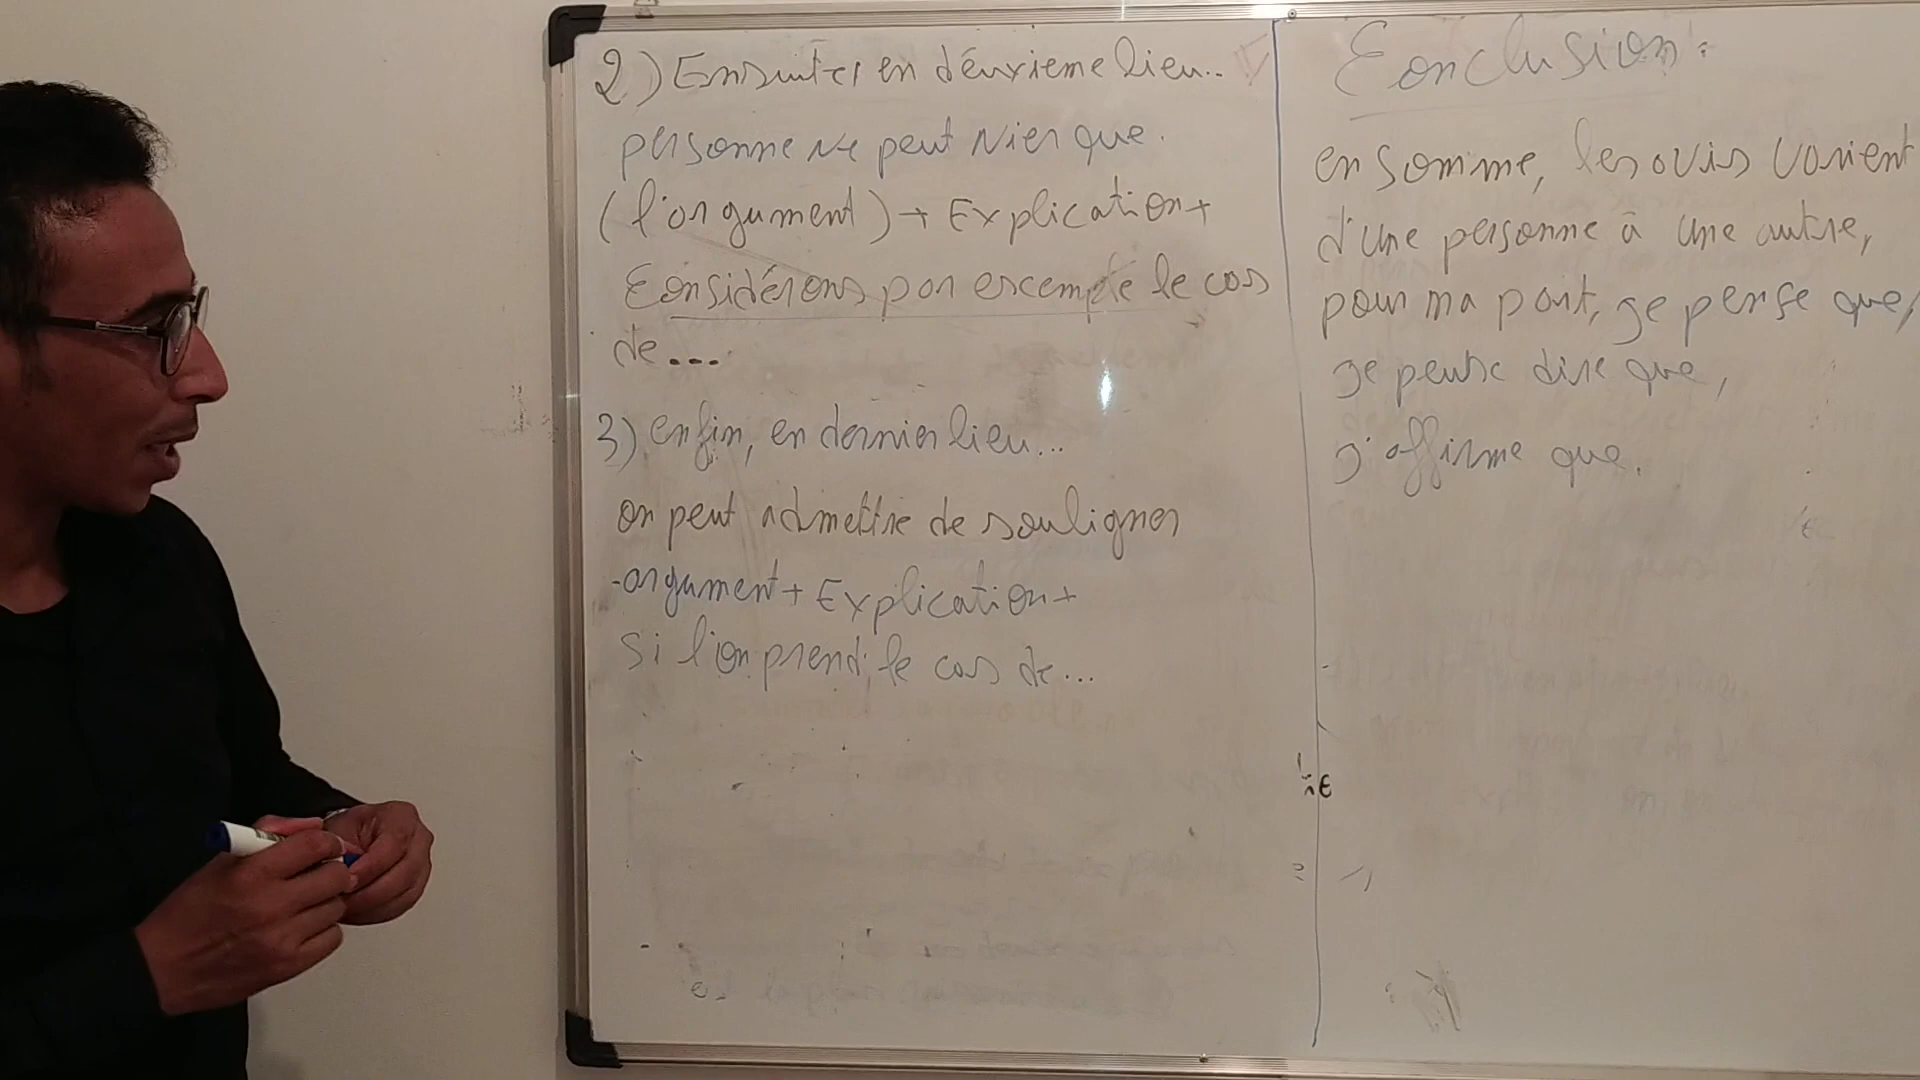 2) Ensuite, en déuxieme lieu..
personne ne peut nier que.
(l'argument) + Explication +
Considérons par excemple le cas
de....
3) enfin, en dernier lieu...
on peut admettre de souligner
-argument + Explication +
si l'on prend le cas de...
Conclusion:
en somme, les avis varient
d'une personne à une autre,
pour ma part, je pense que,
je peux dire que,
j'affirme que.